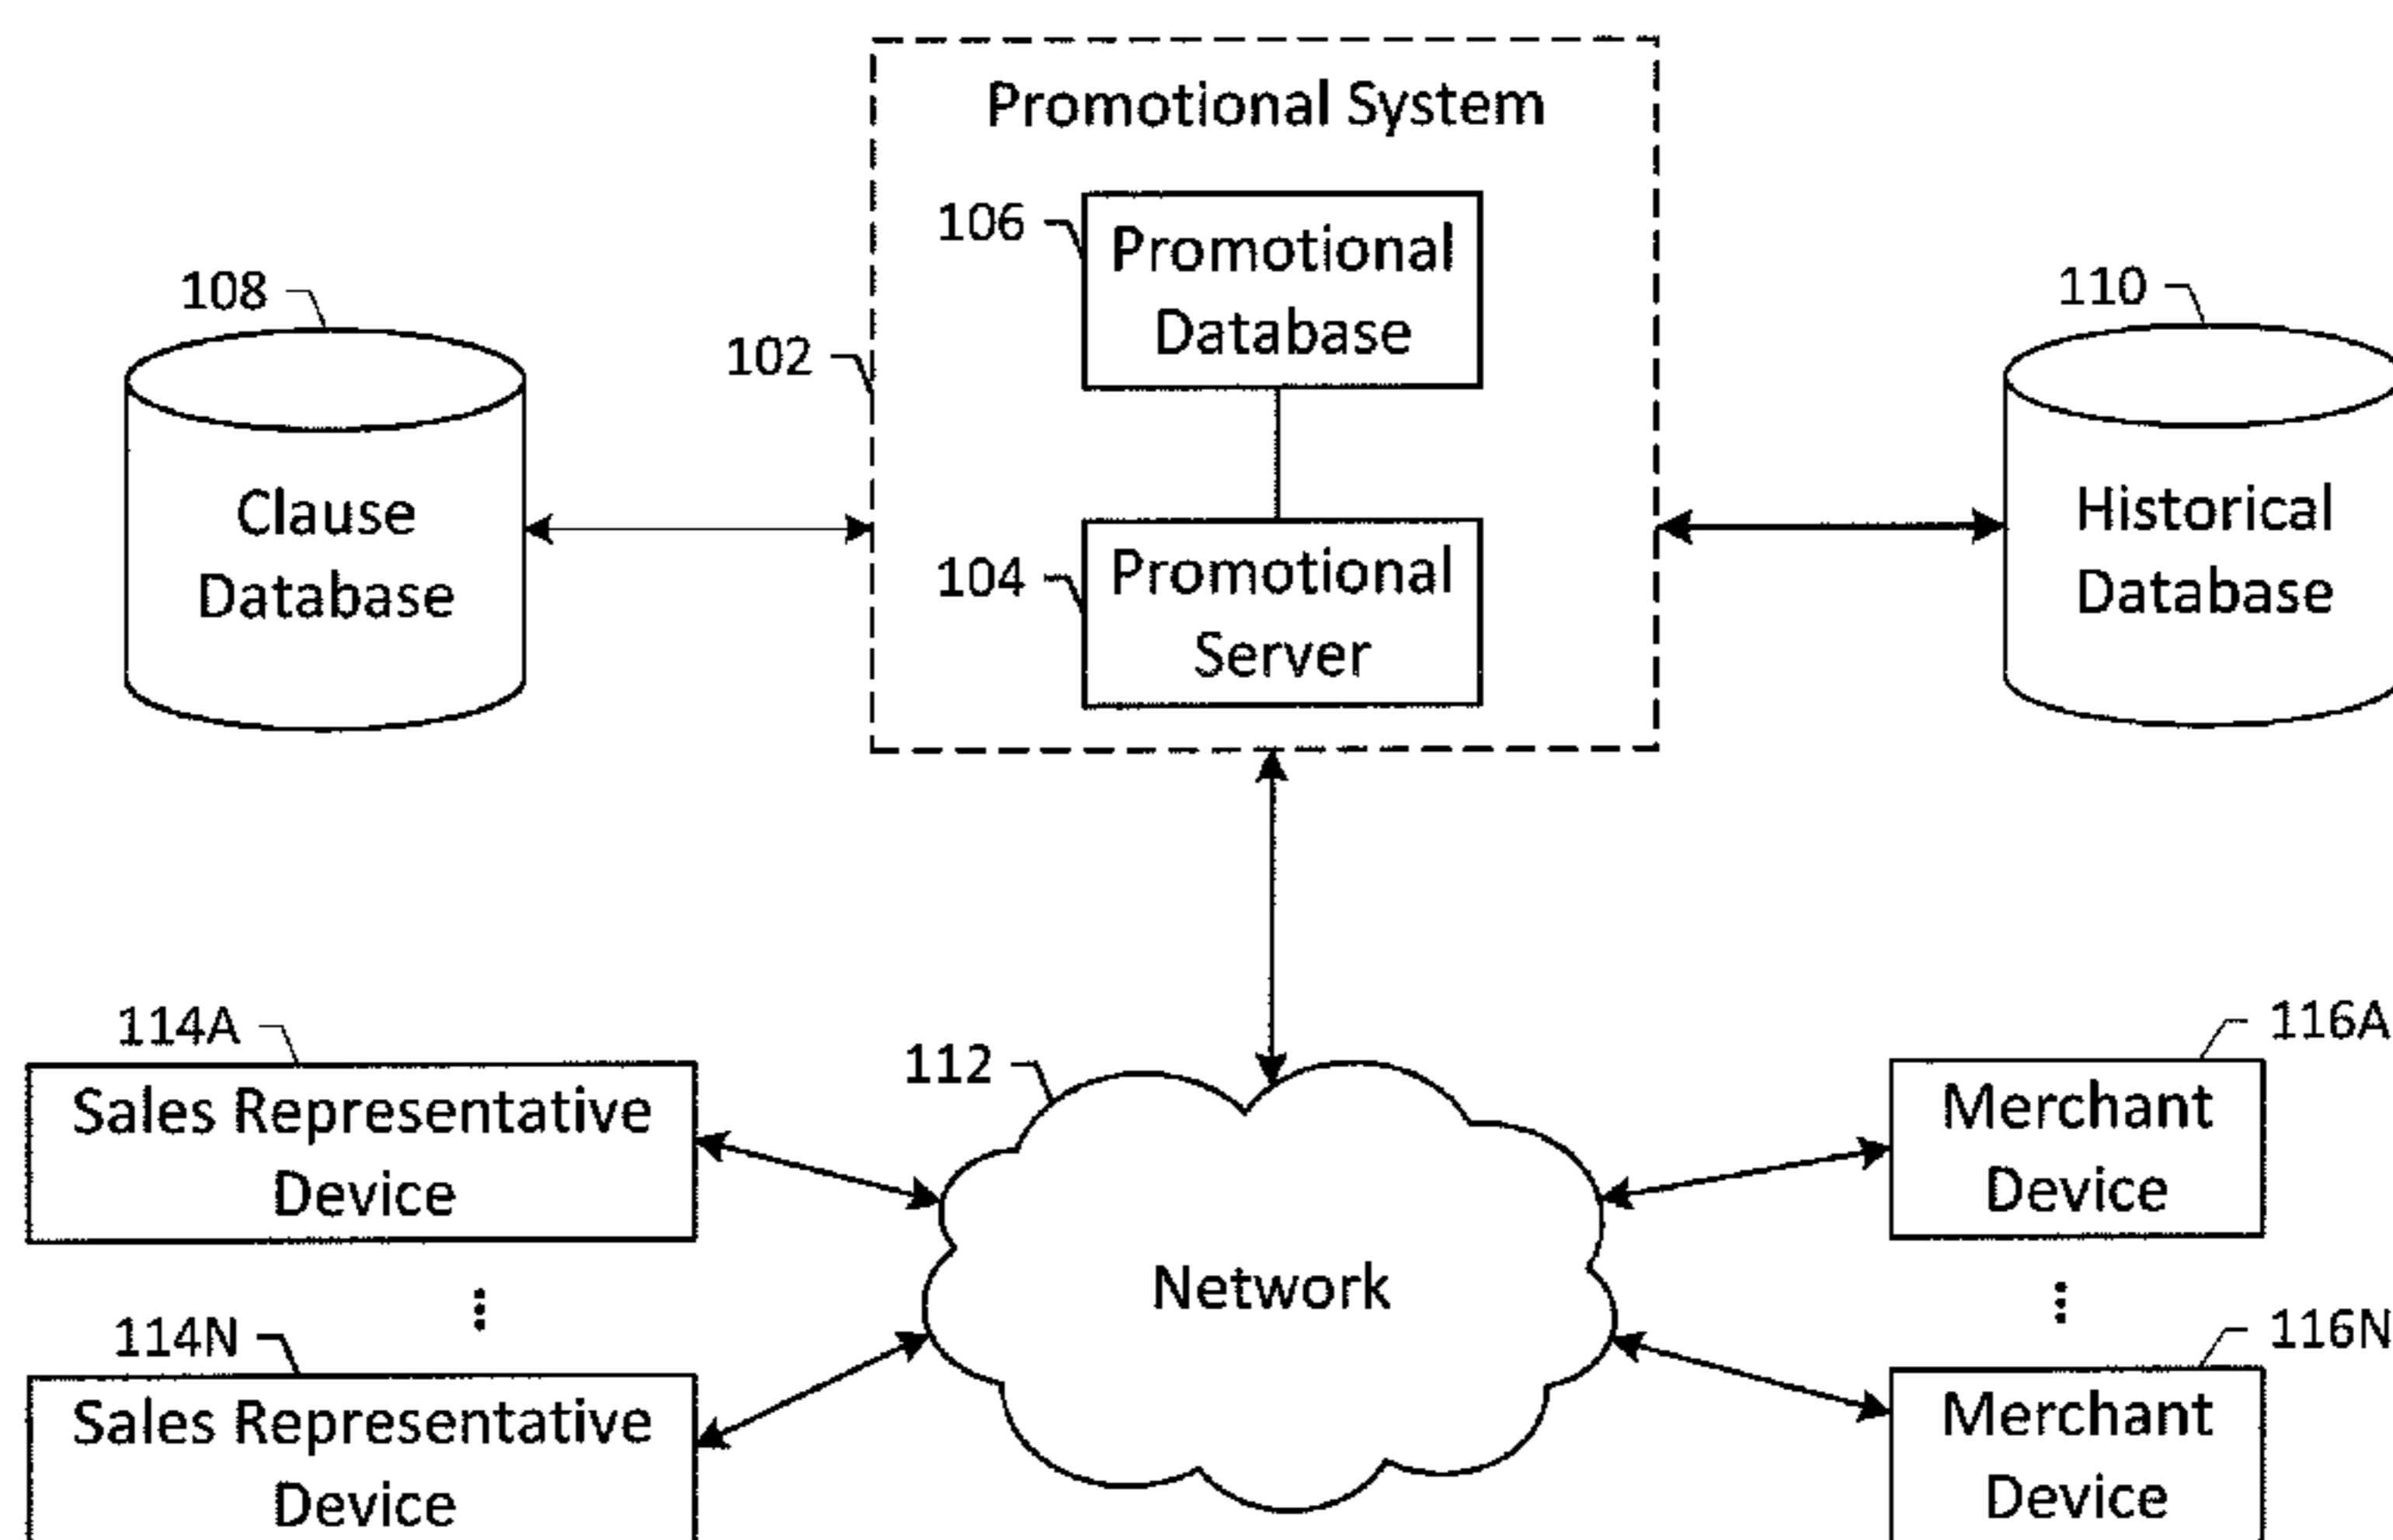 Promotional System
106
Promotional
Database
108
110
102
Clause
Database
104
Promotional
Server
Historical
Database
114A
Sales Representative
Device
112
116A
Merchant
Device
Network
114N
Sales Representative
Device
116N
Merchant
Device